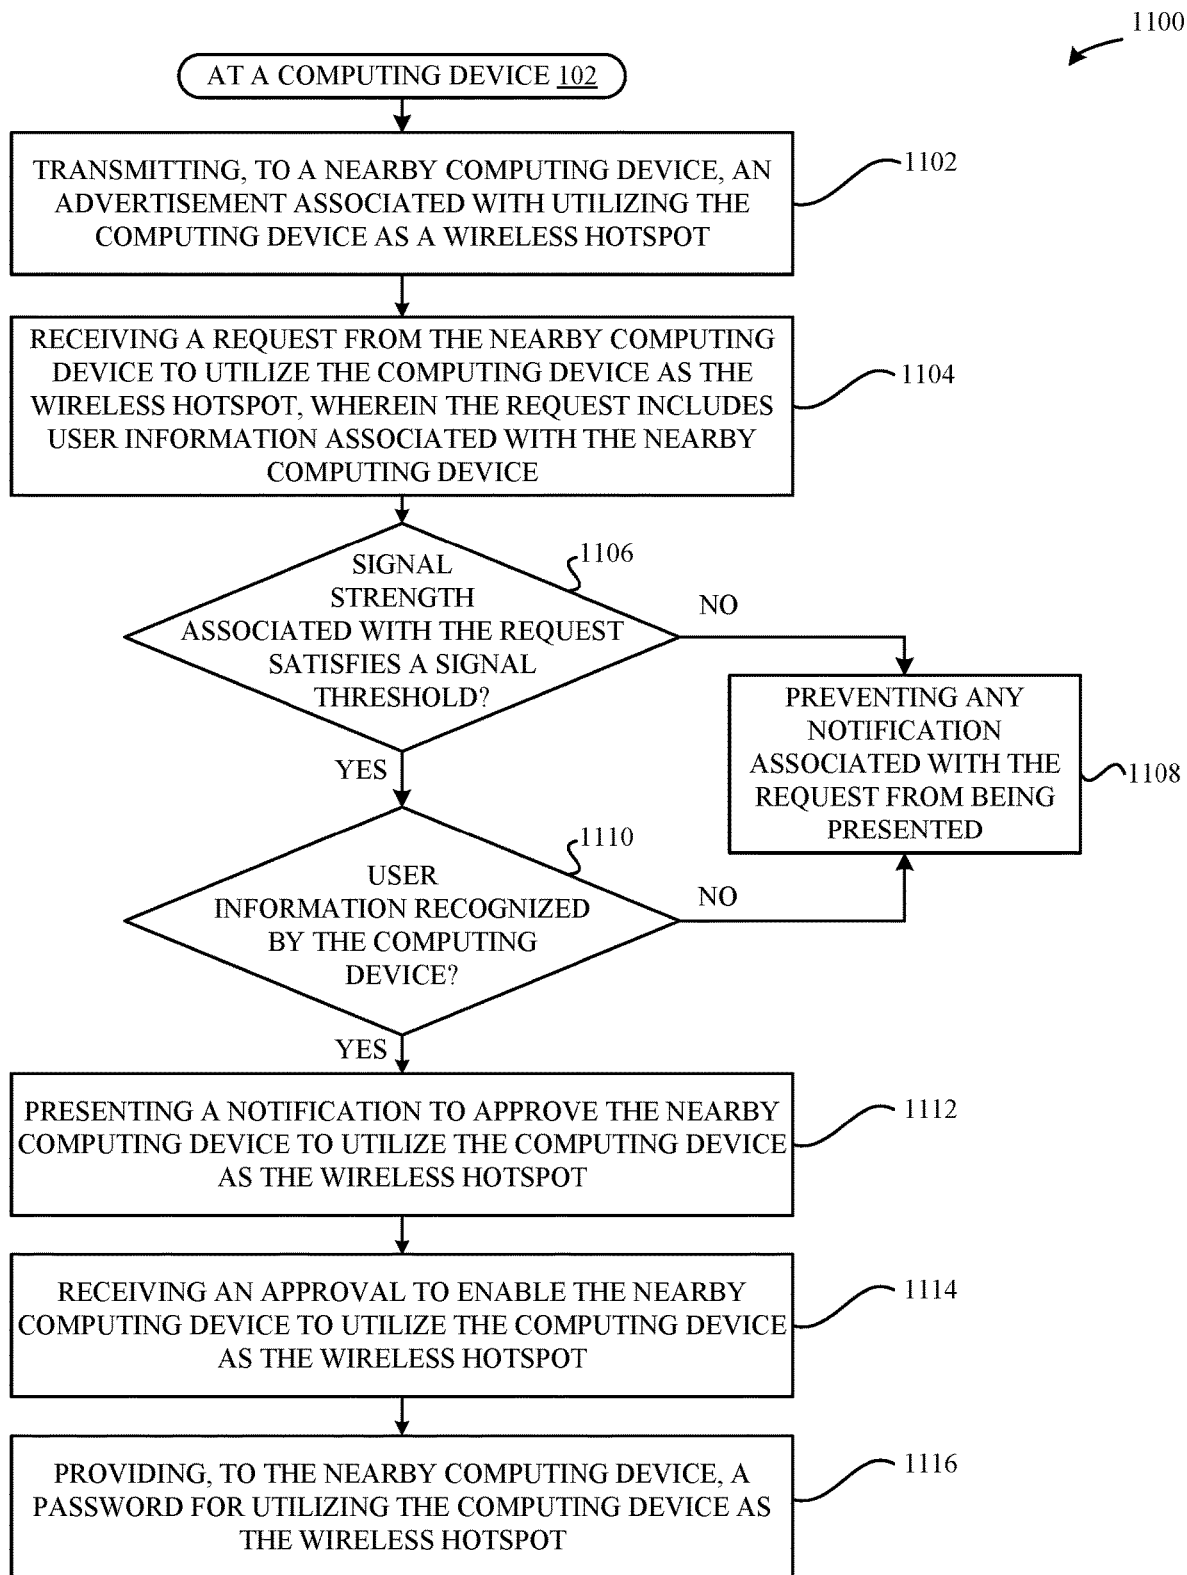 1100
AT A COMPUTING DEVICE 102
TRANSMITTING, TO A NEARBY COMPUTING DEVICE, AN
ADVERTISEMENT ASSOCIATED WITH UTILIZING THE
COMPUTING DEVICE AS A WIRELESS HOTSPOT
1102
RECEIVING A REQUEST FROM THE NEARBY COMPUTING
DEVICE TO UTILIZE THE COMPUTING DEVICE AS THE
WIRELESS HOTSPOT, WHEREIN THE REQUEST INCLUDES
USER INFORMATION ASSOCIATED WITH THE NEARBY
COMPUTING DEVICE
1104
SIGNAL
STRENGTH
ASSOCIATED WITH THE REQUEST
SATISFIES A SIGNAL
THRESHOLD?
1106
NO
YES
PREVENTING ANY
NOTIFICATION
ASSOCIATED WITH THE
REQUEST FROM BEING
PRESENTED
1108
USER
INFORMATION RECOGNIZED
BY THE COMPUTING
DEVICE?
1110
NO
YES
PRESENTING A NOTIFICATION TO APPROVE THE NEARBY
COMPUTING DEVICE TO UTILIZE THE COMPUTING DEVICE
AS THE WIRELESS HOTSPOT
1112
RECEIVING AN APPROVAL TO ENABLE THE NEARBY
COMPUTING DEVICE TO UTILIZE THE COMPUTING DEVICE
AS THE WIRELESS HOTSPOT
1114
PROVIDING, TO THE NEARBY COMPUTING DEVICE, A
PASSWORD FOR UTILIZING THE COMPUTING DEVICE AS
THE WIRELESS HOTSPOT
1116